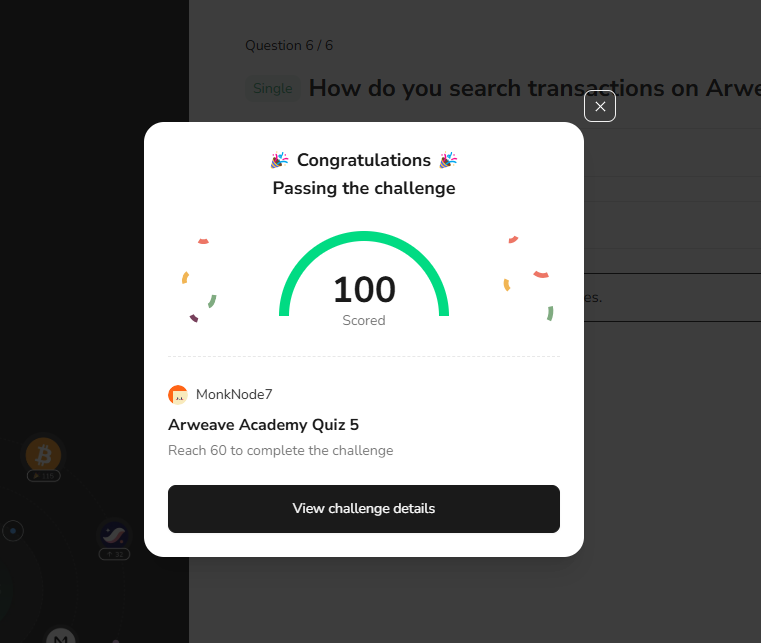 Question 6 / 6
Single How do you search transactions on Arwe
Congratulations
Passing the challenge
100
Scored
es.
MonkNode7
Arweave Academy Quiz 5
Reach 60 to complete the challenge
View challenge details